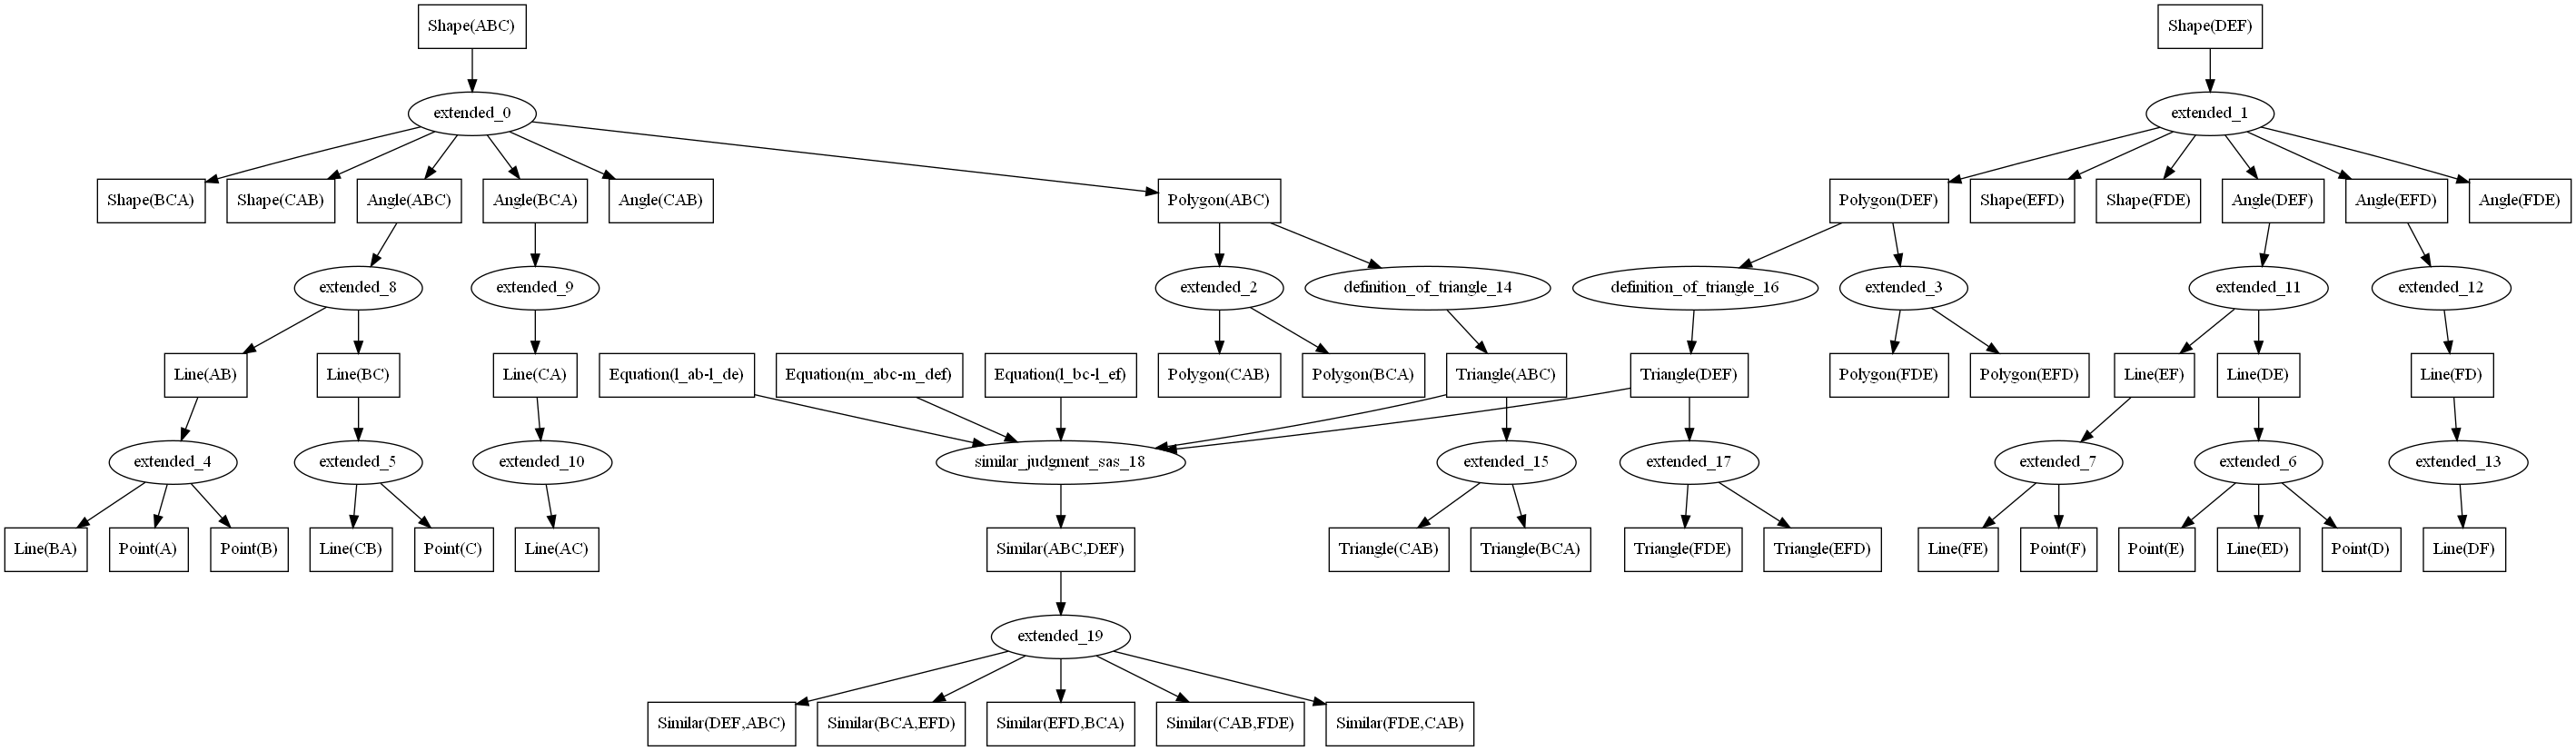 Shape(ABC)
Shape(DEF)
extended_0
extended_1
Shape(BCA)
Shape(CAB)
Angle(ABC)
Angle(BCA)
Angle(CAB)
Polygon(ABC)
Polygon(DEF)
Shape(EFD)
Shape(FDE)
Angle(DEF)
Angle(EFD)
Angle(FDE)
extended_8
extended_9
extended_2
definition_of_triangle_14
definition_of_triangle_16
extended_3
extended_11
extended_12
Line(AB)
Line(BC)
Line(CA)
Equation(l_ab-l_de)
Equation(m_abc-m_def)
Equation(l_bc-l_ef)
Polygon(CAB)
Polygon(BCA)
Triangle(ABC)
Triangle(DEF)
Polygon(FDE)
Polygon(EFD)
Line(EF)
Line(DE)
Line(FD)
extended_4
extended_5
extended_10
similar_judgment_sas_18
extended_15
extended_17
extended_7
extended_6
extended_13
Line(BA)
Point(A)
Point(B)
Line(CB)
Point(C)
Line(AC)
Similar(ABC,DEF)
Triangle(CAB)
Triangle(BCA)
Triangle(FDE)
Triangle(EFD)
Line(FE)
Point(F)
Point(E)
Line(ED)
Point(D)
Line(DF)
extended_19
Similar(DEF,ABC)
Similar(BCA,EFD)
Similar(EFD,BCA)
Similar(CAB,FDE)
Similar(FDE,CAB)